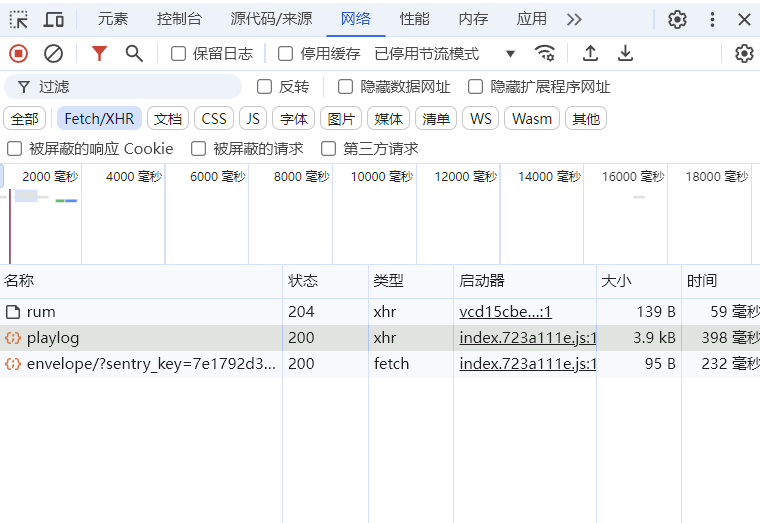 元素 控制台 源代码/来源 网络 性能 内存 应用
保留日志 停用缓存 已停用节流模式
过滤 反转 隐藏数据网址 隐藏扩展程序网址
全部 Fetch/XHR 文档 CSS JS 字体 图片 媒体 清单 WS Wasm 其他
被屏蔽的响应 Cookie 被屏蔽的请求 第三方请求
2000 毫秒 4000 毫秒 6000 毫秒 8000 毫秒 10000 毫秒 12000 毫秒 14000 毫秒 16000 毫秒 18000 毫秒
名称 状态 类型 启动器 大小 时间
rum 204 xhr vcd15cbe...:1 139 B 59 毫秒
playlog 200 xhr index.723a111e.js:1 3.9 kB 398 毫秒
envelope/?sentry_key=7e1792d3... 200 fetch index.723a111e.js:1 95 B 232 毫秒